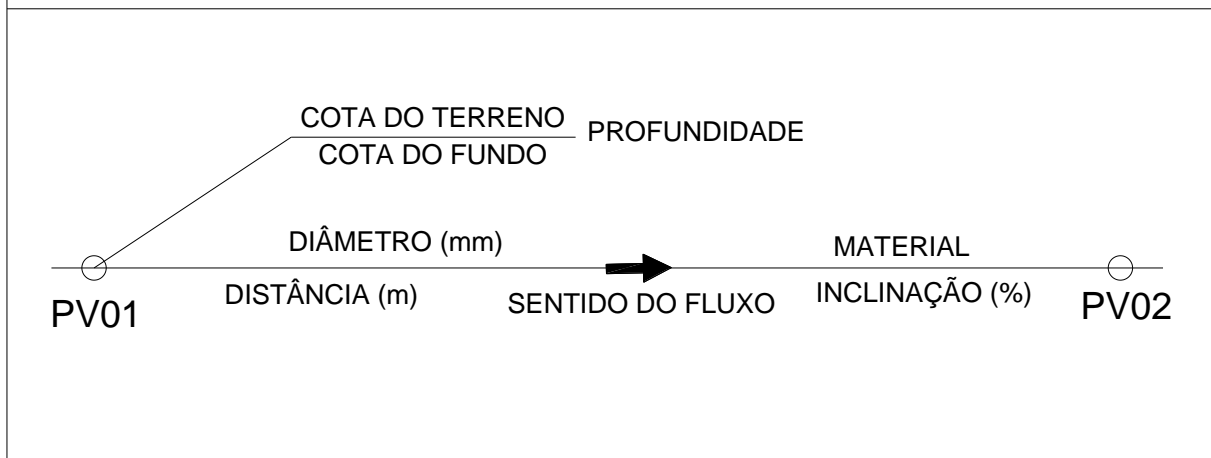 COTA DO TERRENO
PROFUNDIDADE
COTA DO FUNDO
DIÂMETRO (mm)
MATERIAL
DISTÂNCIA (m)
SENTIDO DO FLUXO
INCLINAÇÃO (%)
PV01
PV02